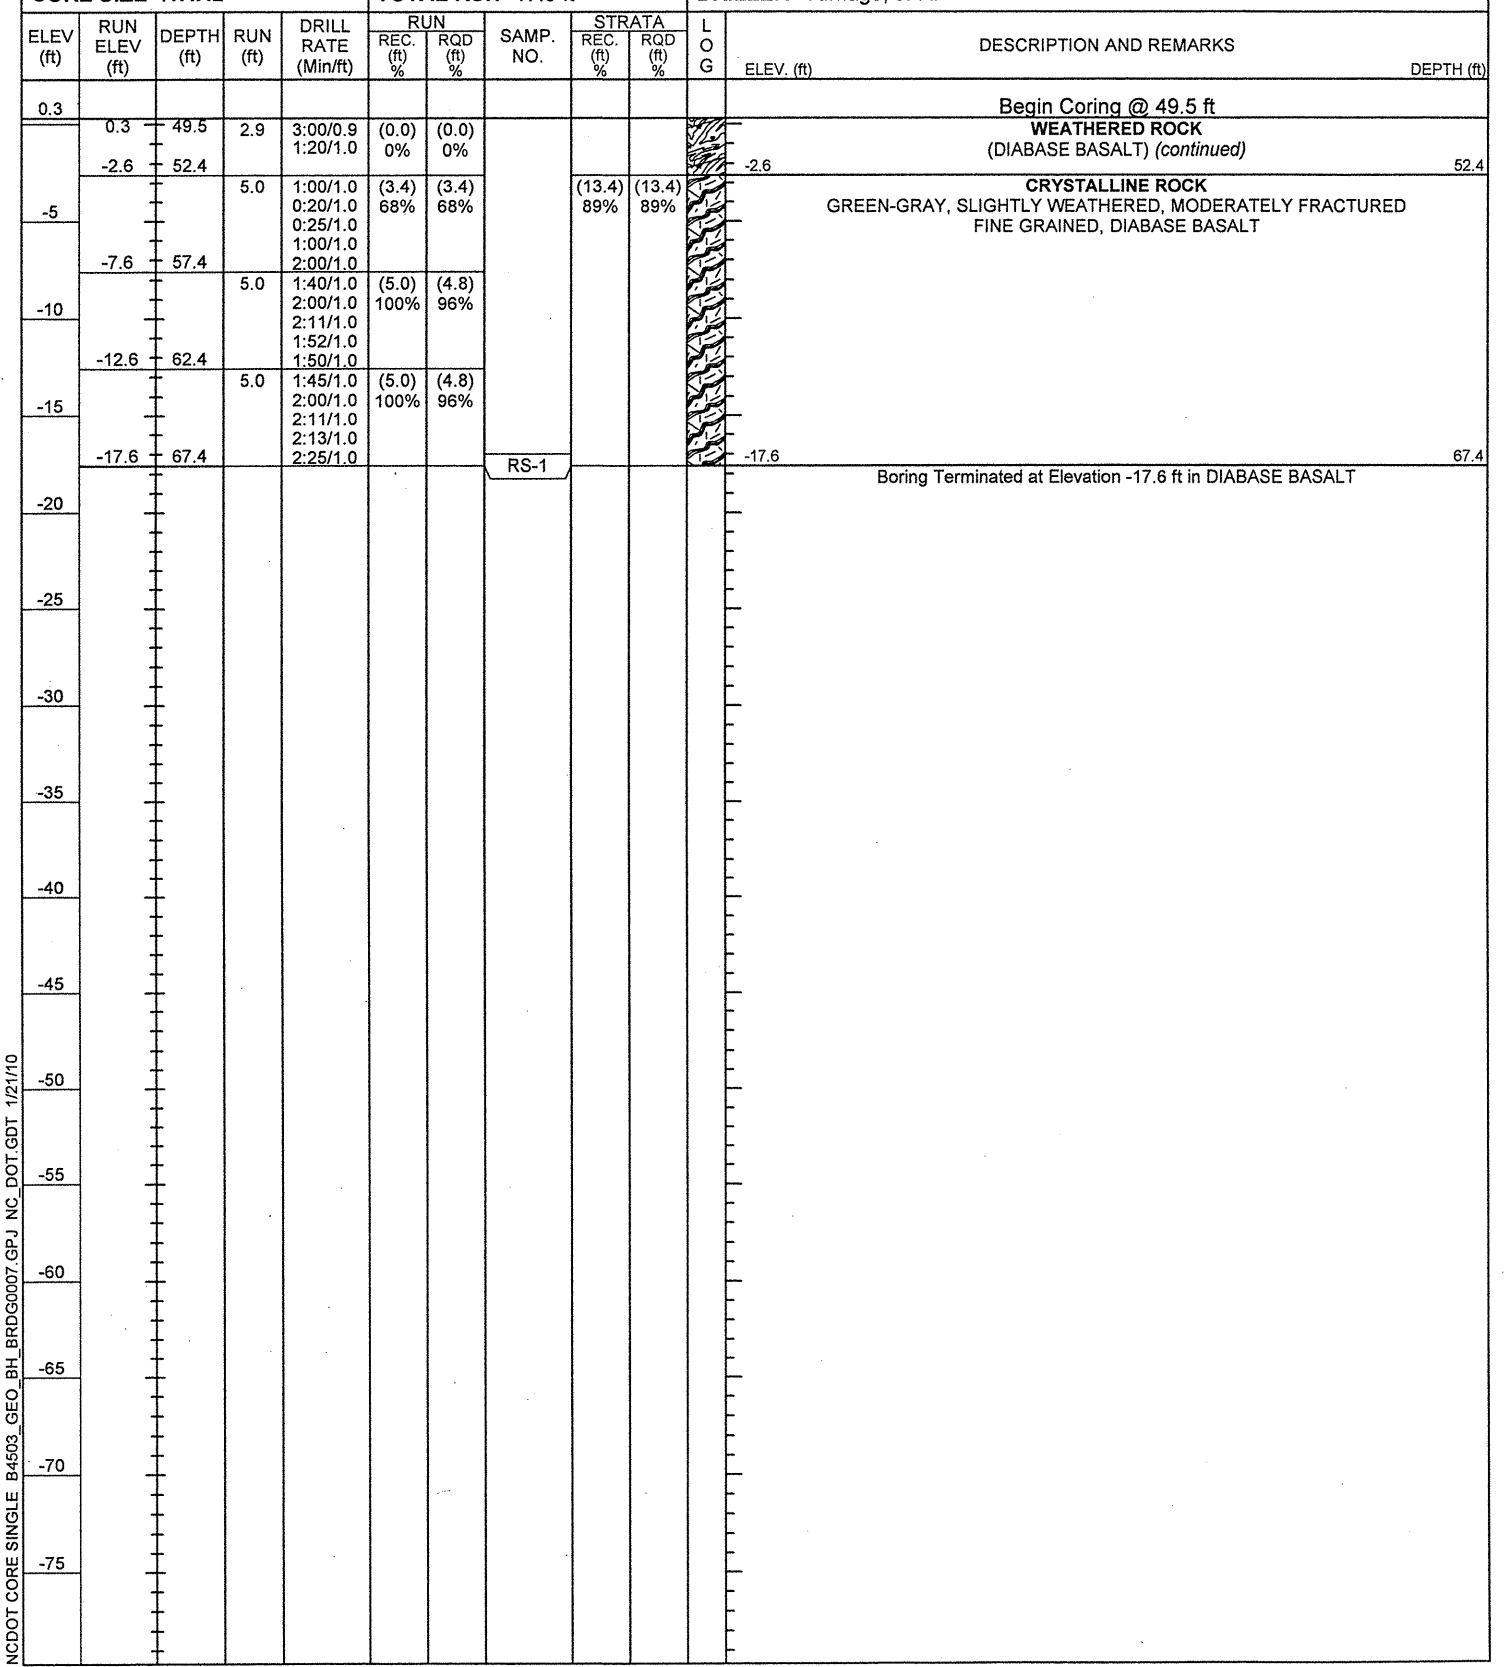 ELEV (ft) RUN ELEV (ft) DEPTH (ft) RUN (ft) DRILL RATE (Min/ft) RUN REC. (ft) % RQD (ft) % SAMP. NO. STRATA REC. (ft) % RQD (ft) % LOG DESCRIPTION AND REMARKS
ELEV. (ft) DEPTH (ft)
0.3 Begin Coring @ 49.5 ft
0.3 49.5 2.9 3:00/0.9 (0.0) (0.0) WEATHERED ROCK
1:20/1.0 0% 0% (DIABASE BASALT) (continued)
-2.6 52.4 -2.6 52.4
5.0 1:00/1.0 (3.4) (3.4) (13.4) (13.4) CRYSTALLINE ROCK
-5 0:20/1.0 68% 68% 89% 89% GREEN-GRAY, SLIGHTLY WEATHERED, MODERATELY FRACTURED
0:25/1.0 FINE GRAINED, DIABASE BASALT
1:00/1.0
-7.6 57.4 2:00/1.0
5.0 1:40/1.0 (5.0) (4.8)
-10 2:00/1.0 100% 96%
2:11/1.0
1:52/1.0
-12.6 62.4 1:50/1.0
5.0 1:45/1.0 (5.0) (4.8)
-15 2:00/1.0 100% 96%
2:11/1.0
2:13/1.0
-17.6 67.4 2:25/1.0 RS-1 -17.6 67.4
Boring Terminated at Elevation -17.6 ft in DIABASE BASALT
-20
-25
-30
-35
-40
-45
-50
-55
-60
-65
-70
-75
NCDOT CORE SINGLE B4503_GEO_BH_BRDG0007.GPJ NC_DOT.GDT 1/21/10